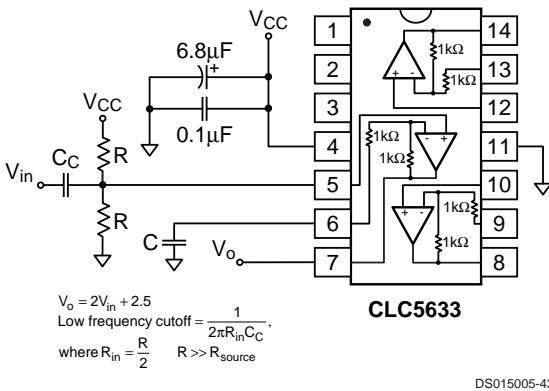 VCC
6.8µF
+
VCC
0.1µF
R
CC
Vin
R
C
Vo
1
2
3
4
5
6
7
14
13
12
11
10
9
8
1kΩ
1kΩ
+ -
1kΩ
1kΩ
- +
+ -
1kΩ
1kΩ
CLC5633
Vo = 2Vin + 2.5
Low frequency cutoff = 1 / 2πRinCC,
where Rin = R / 2 R >> Rsource
DS015005-43